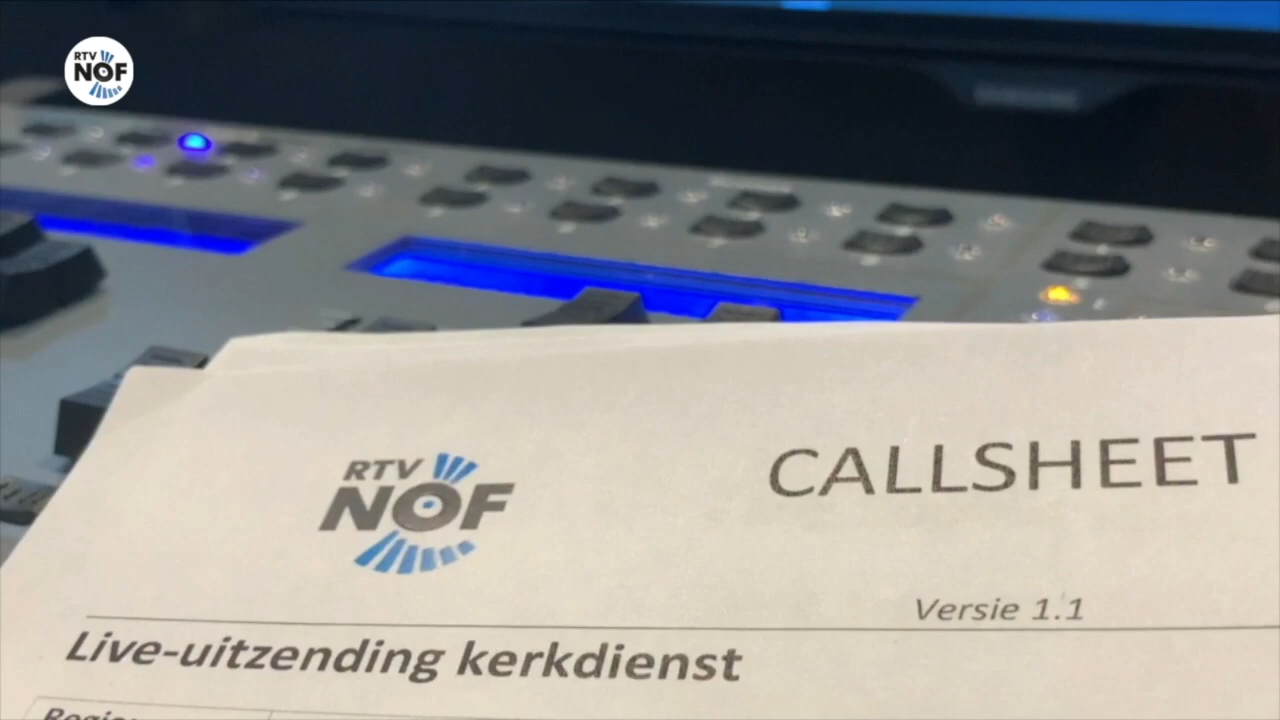 RTV
NOF
RTV
NOF
CALLSHEET
Versie 1.1
Live-uitzending kerkdienst